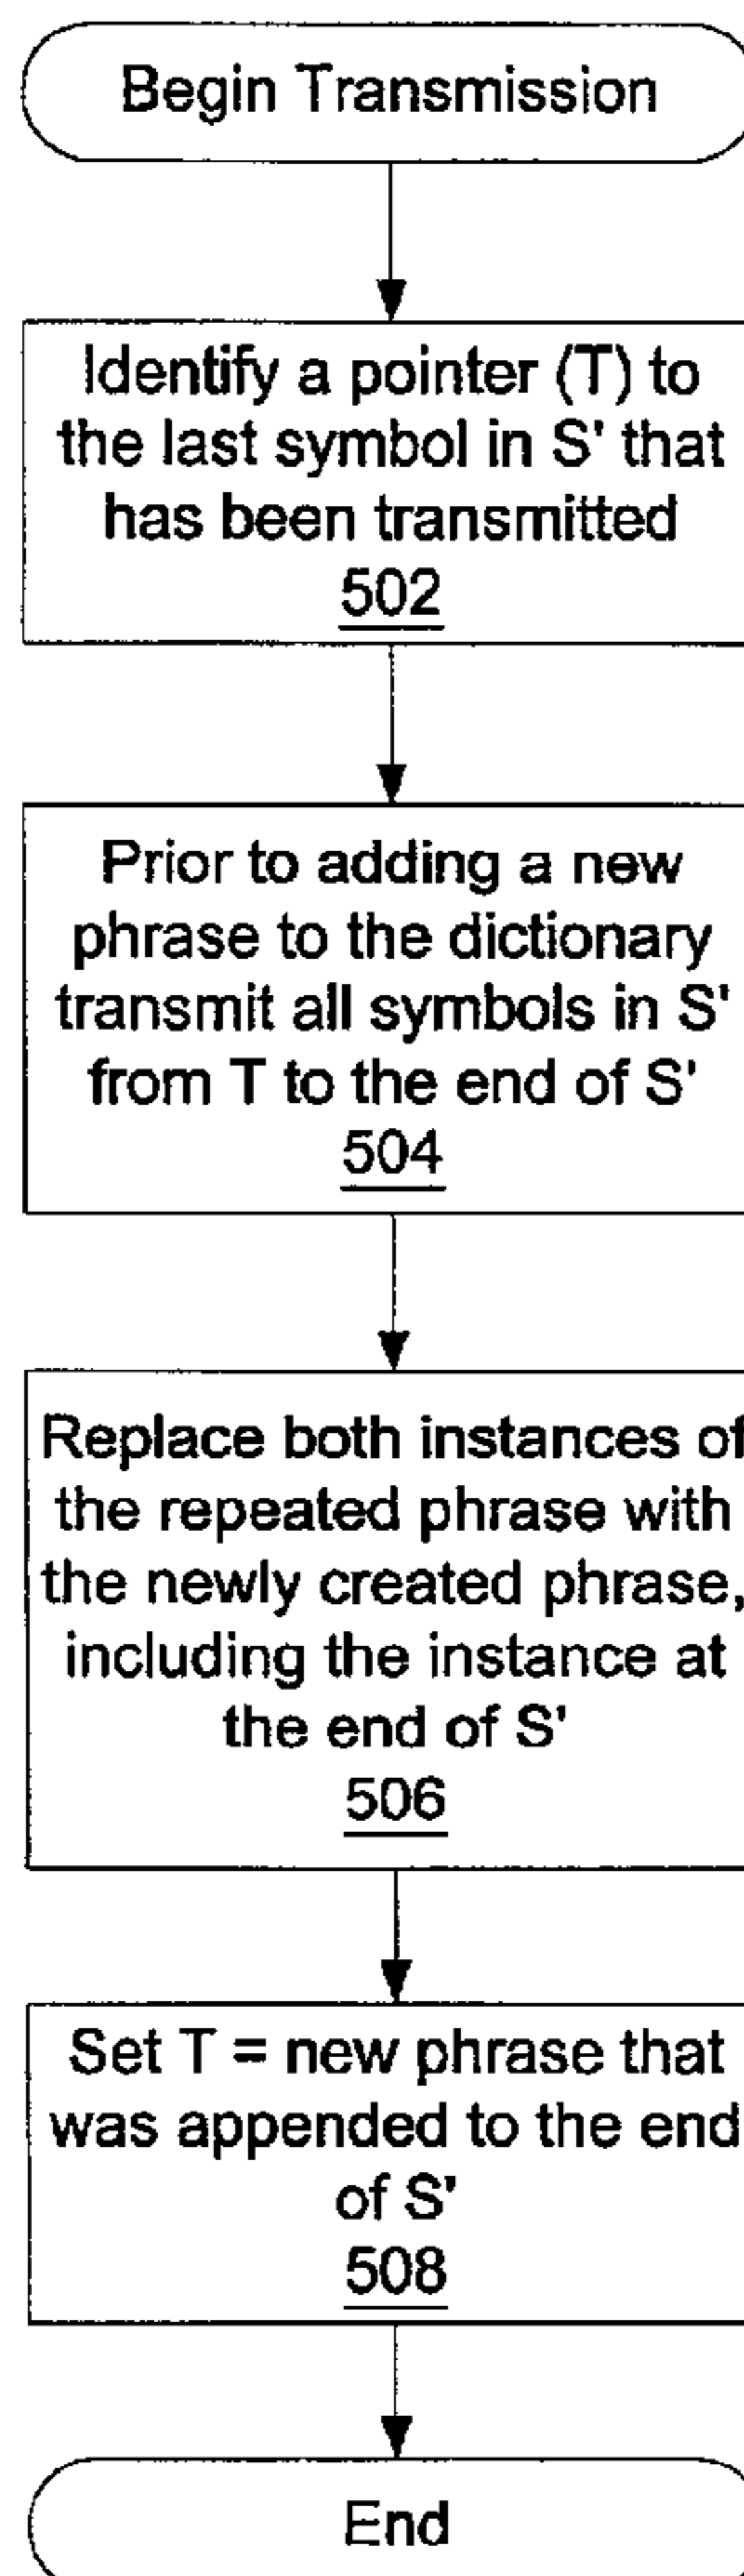 Begin Transmission
Identify a pointer (T) to
the last symbol in S' that
has been transmitted
502
Prior to adding a new
phrase to the dictionary
transmit all symbols in S'
from T to the end of S'
504
Replace both instances of
the repeated phrase with
the newly created phrase,
including the instance at
the end of S'
506
Set T = new phrase that
was appended to the end
of S'
508
End